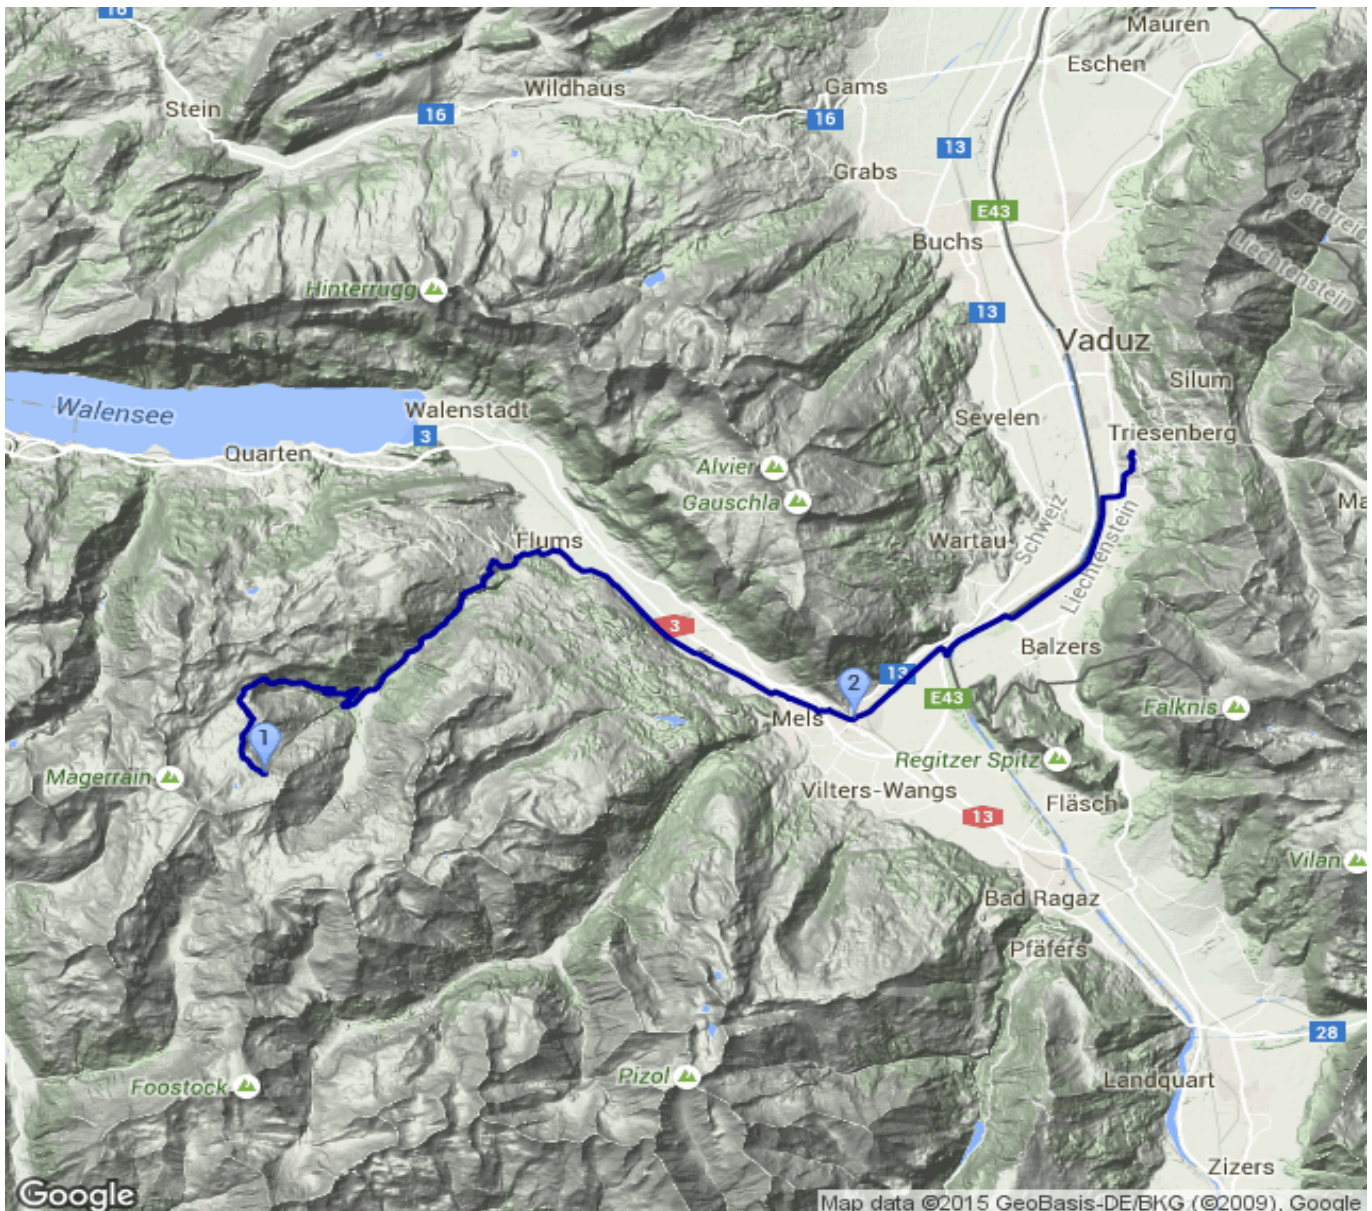 16
Mauren
Eschen
Wildhaus
Gams
Stein
16
16
13
Grabs
Österreich
E43
Liechtenstein
Buchs
Hinterrugg
13
Vaduz
Silum
Walensee
Walenstadt
Sevelen
3
Triesenberg
Quarten
Alvier
Gauschla
Schweiz
Flums
Wartau
Liechtenstein
3
Balzers
13
2
E43
Mels
Falknis
1
Regitzer Spitz
Magerrain
Vilters-Wangs
Fläsch
13
Vilan
Bad Ragaz
Pfäfers
28
Pizol
Landquart
Foostock
Zizers
Google
Map data ©2015 GeoBasis-DE/BKG (©2009), Google